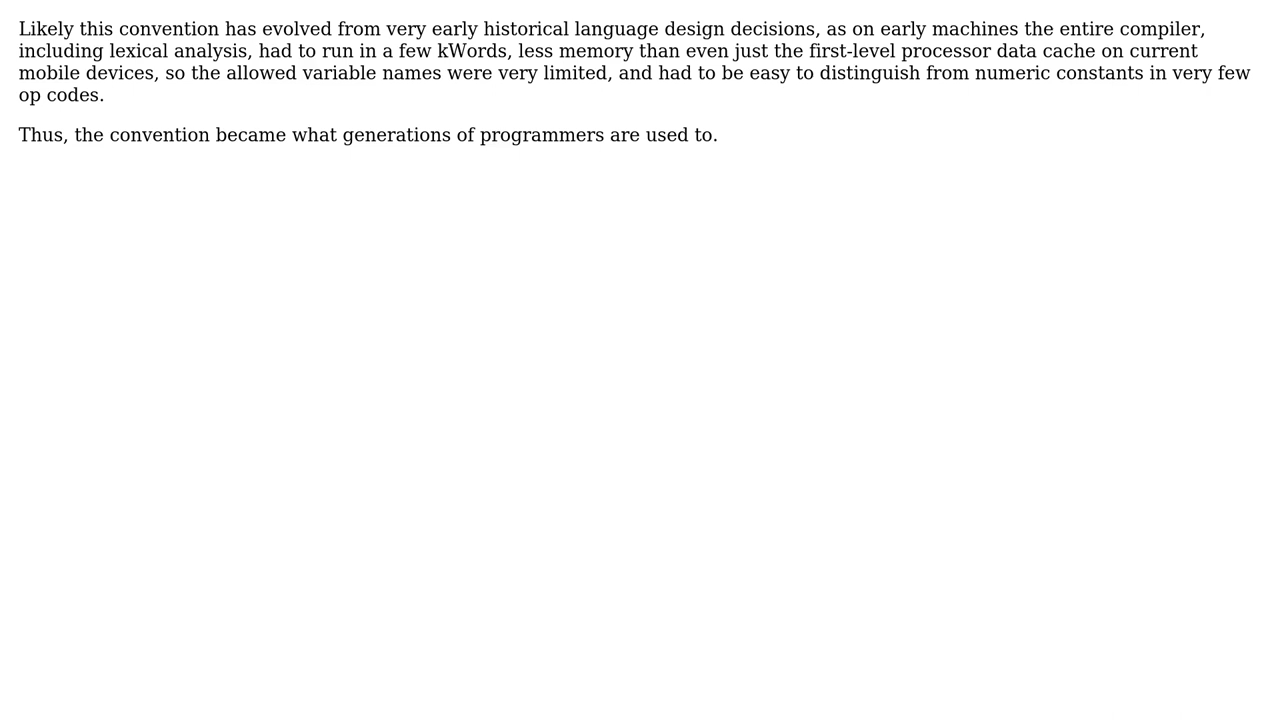 Likely this convention has evolved from very early historical language design decisions, as on early machines the entire compiler,
including lexical analysis, had to run in a few kWords, less memory than even just the first-level processor data cache on current
mobile devices, so the allowed variable names were very limited, and had to be easy to distinguish from numeric constants in very few
op codes.
Thus, the convention became what generations of programmers are used to.